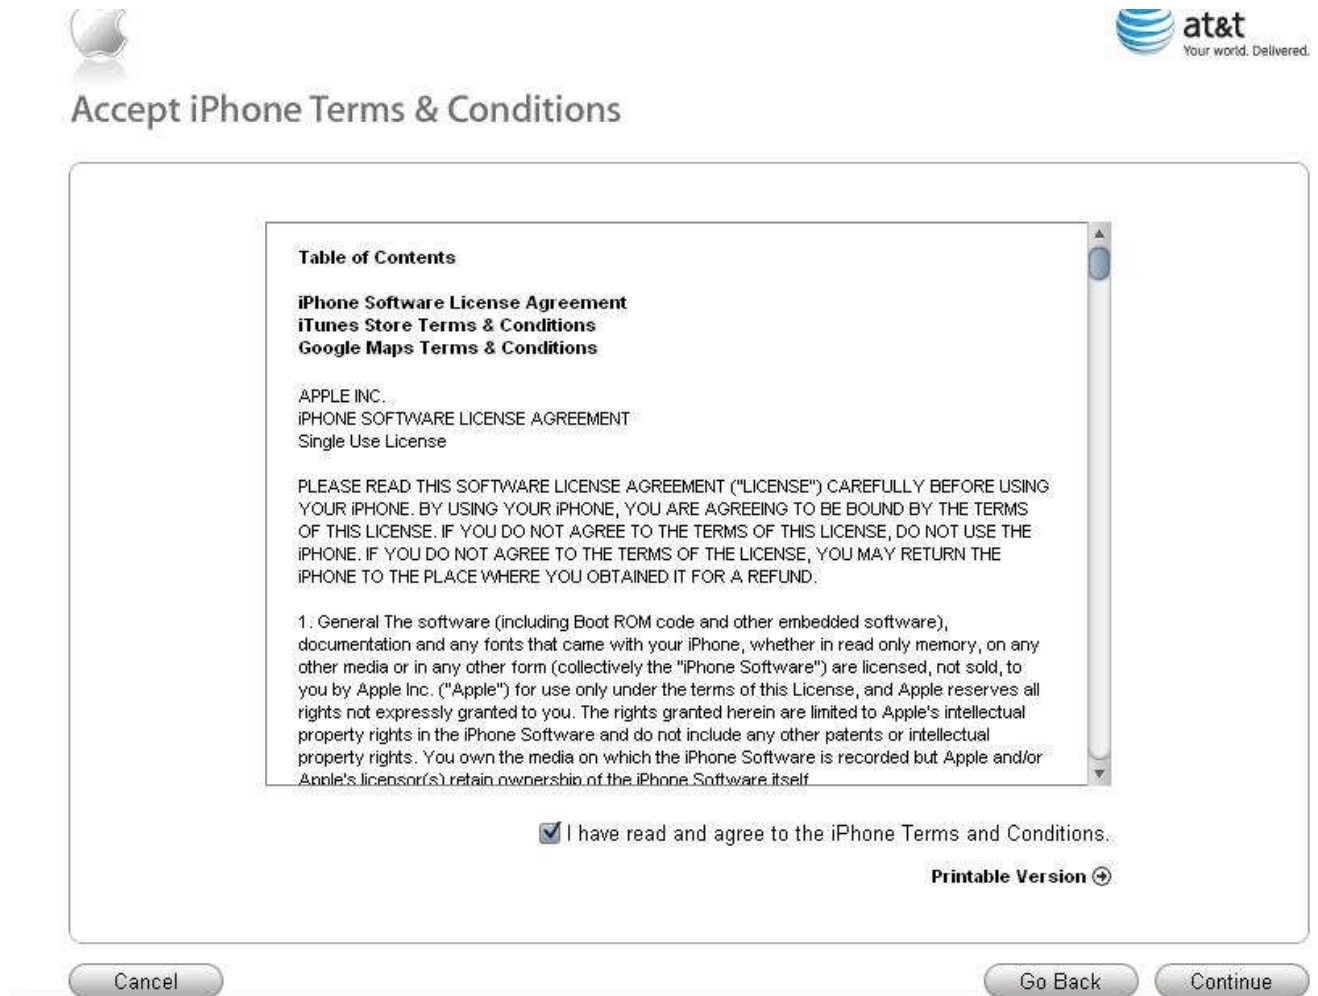 at&t
Your world. Delivered.
Accept iPhone Terms & Conditions
Table of Contents
iPhone Software License Agreement
iTunes Store Terms & Conditions
Google Maps Terms & Conditions
APPLE INC.
iPHONE SOFTWARE LICENSE AGREEMENT
Single Use License
PLEASE READ THIS SOFTWARE LICENSE AGREEMENT ("LICENSE") CAREFULLY BEFORE USING
YOUR iPHONE. BY USING YOUR iPHONE, YOU ARE AGREEING TO BE BOUND BY THE TERMS
OF THIS LICENSE. IF YOU DO NOT AGREE TO THE TERMS OF THIS LICENSE, DO NOT USE THE
iPHONE. IF YOU DO NOT AGREE TO THE TERMS OF THE LICENSE, YOU MAY RETURN THE
iPHONE TO THE PLACE WHERE YOU OBTAINED IT FOR A REFUND.
1. General The software (including Boot ROM code and other embedded software),
documentation and any fonts that came with your iPhone, whether in read only memory, on any
other media or in any other form (collectively the "iPhone Software") are licensed, not sold, to
you by Apple Inc. ("Apple") for use only under the terms of this License, and Apple reserves all
rights not expressly granted to you. The rights granted herein are limited to Apple's intellectual
property rights in the iPhone Software and do not include any other patents or intellectual
property rights. You own the media on which the iPhone Software is recorded but Apple and/or
Apple's licensor(s) retain ownership of the iPhone Software itself
I have read and agree to the iPhone Terms and Conditions.
Printable Version
Cancel
Go Back
Continue